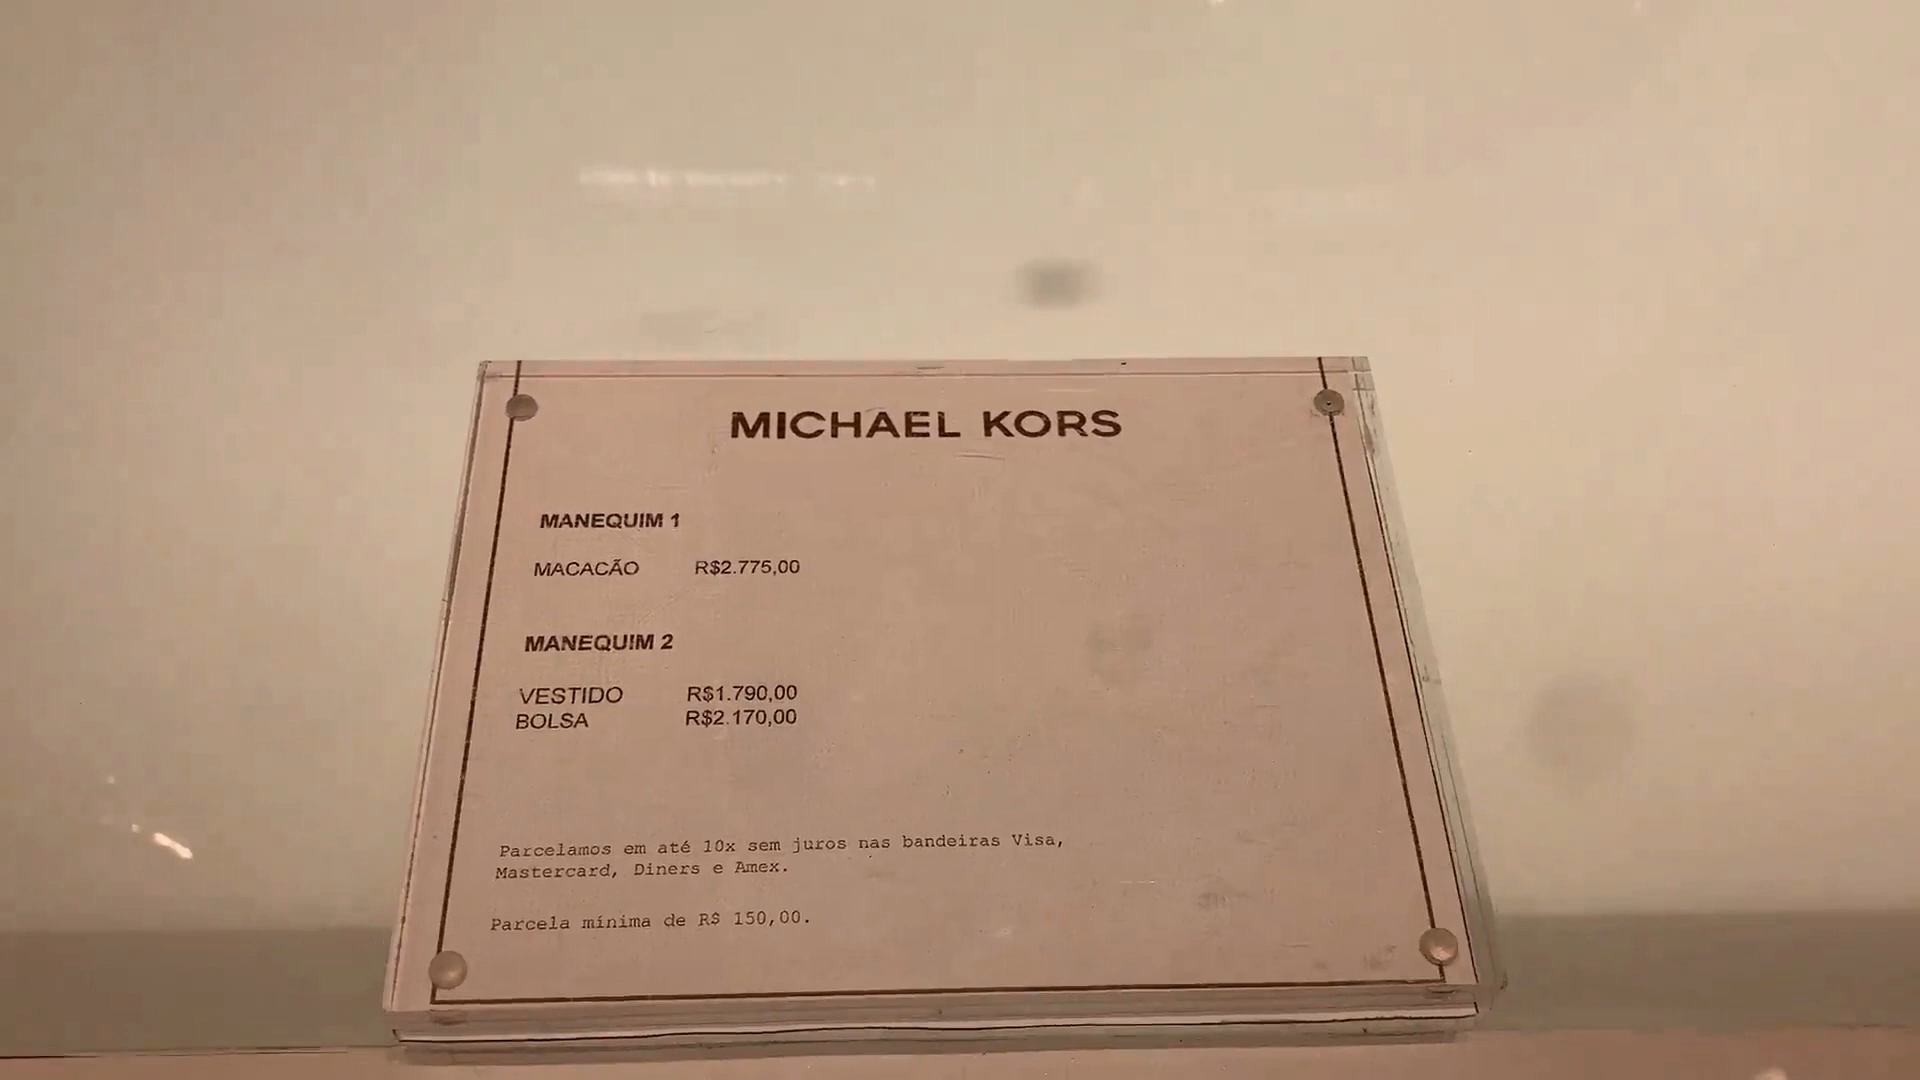 MICHAEL KORS
MANEQUIM 1
MACACÃO R$2.775,00
MANEQUIM 2
VESTIDO R$1.790,00
BOLSA R$2.170,00
Parcelamos em até 10x sem juros nas bandeiras Visa,
Mastercard, Diners e Amex.
Parcela mínima de R$ 150,00.